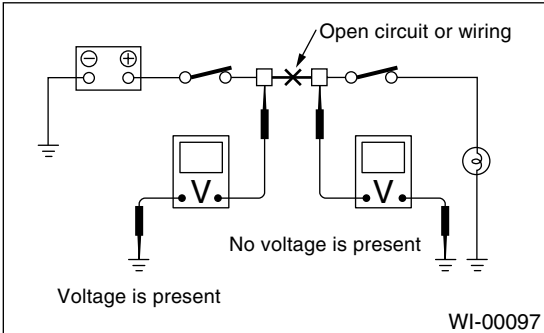 Open circuit or wiring
− +
V V
No voltage is present
Voltage is present
WI-00097